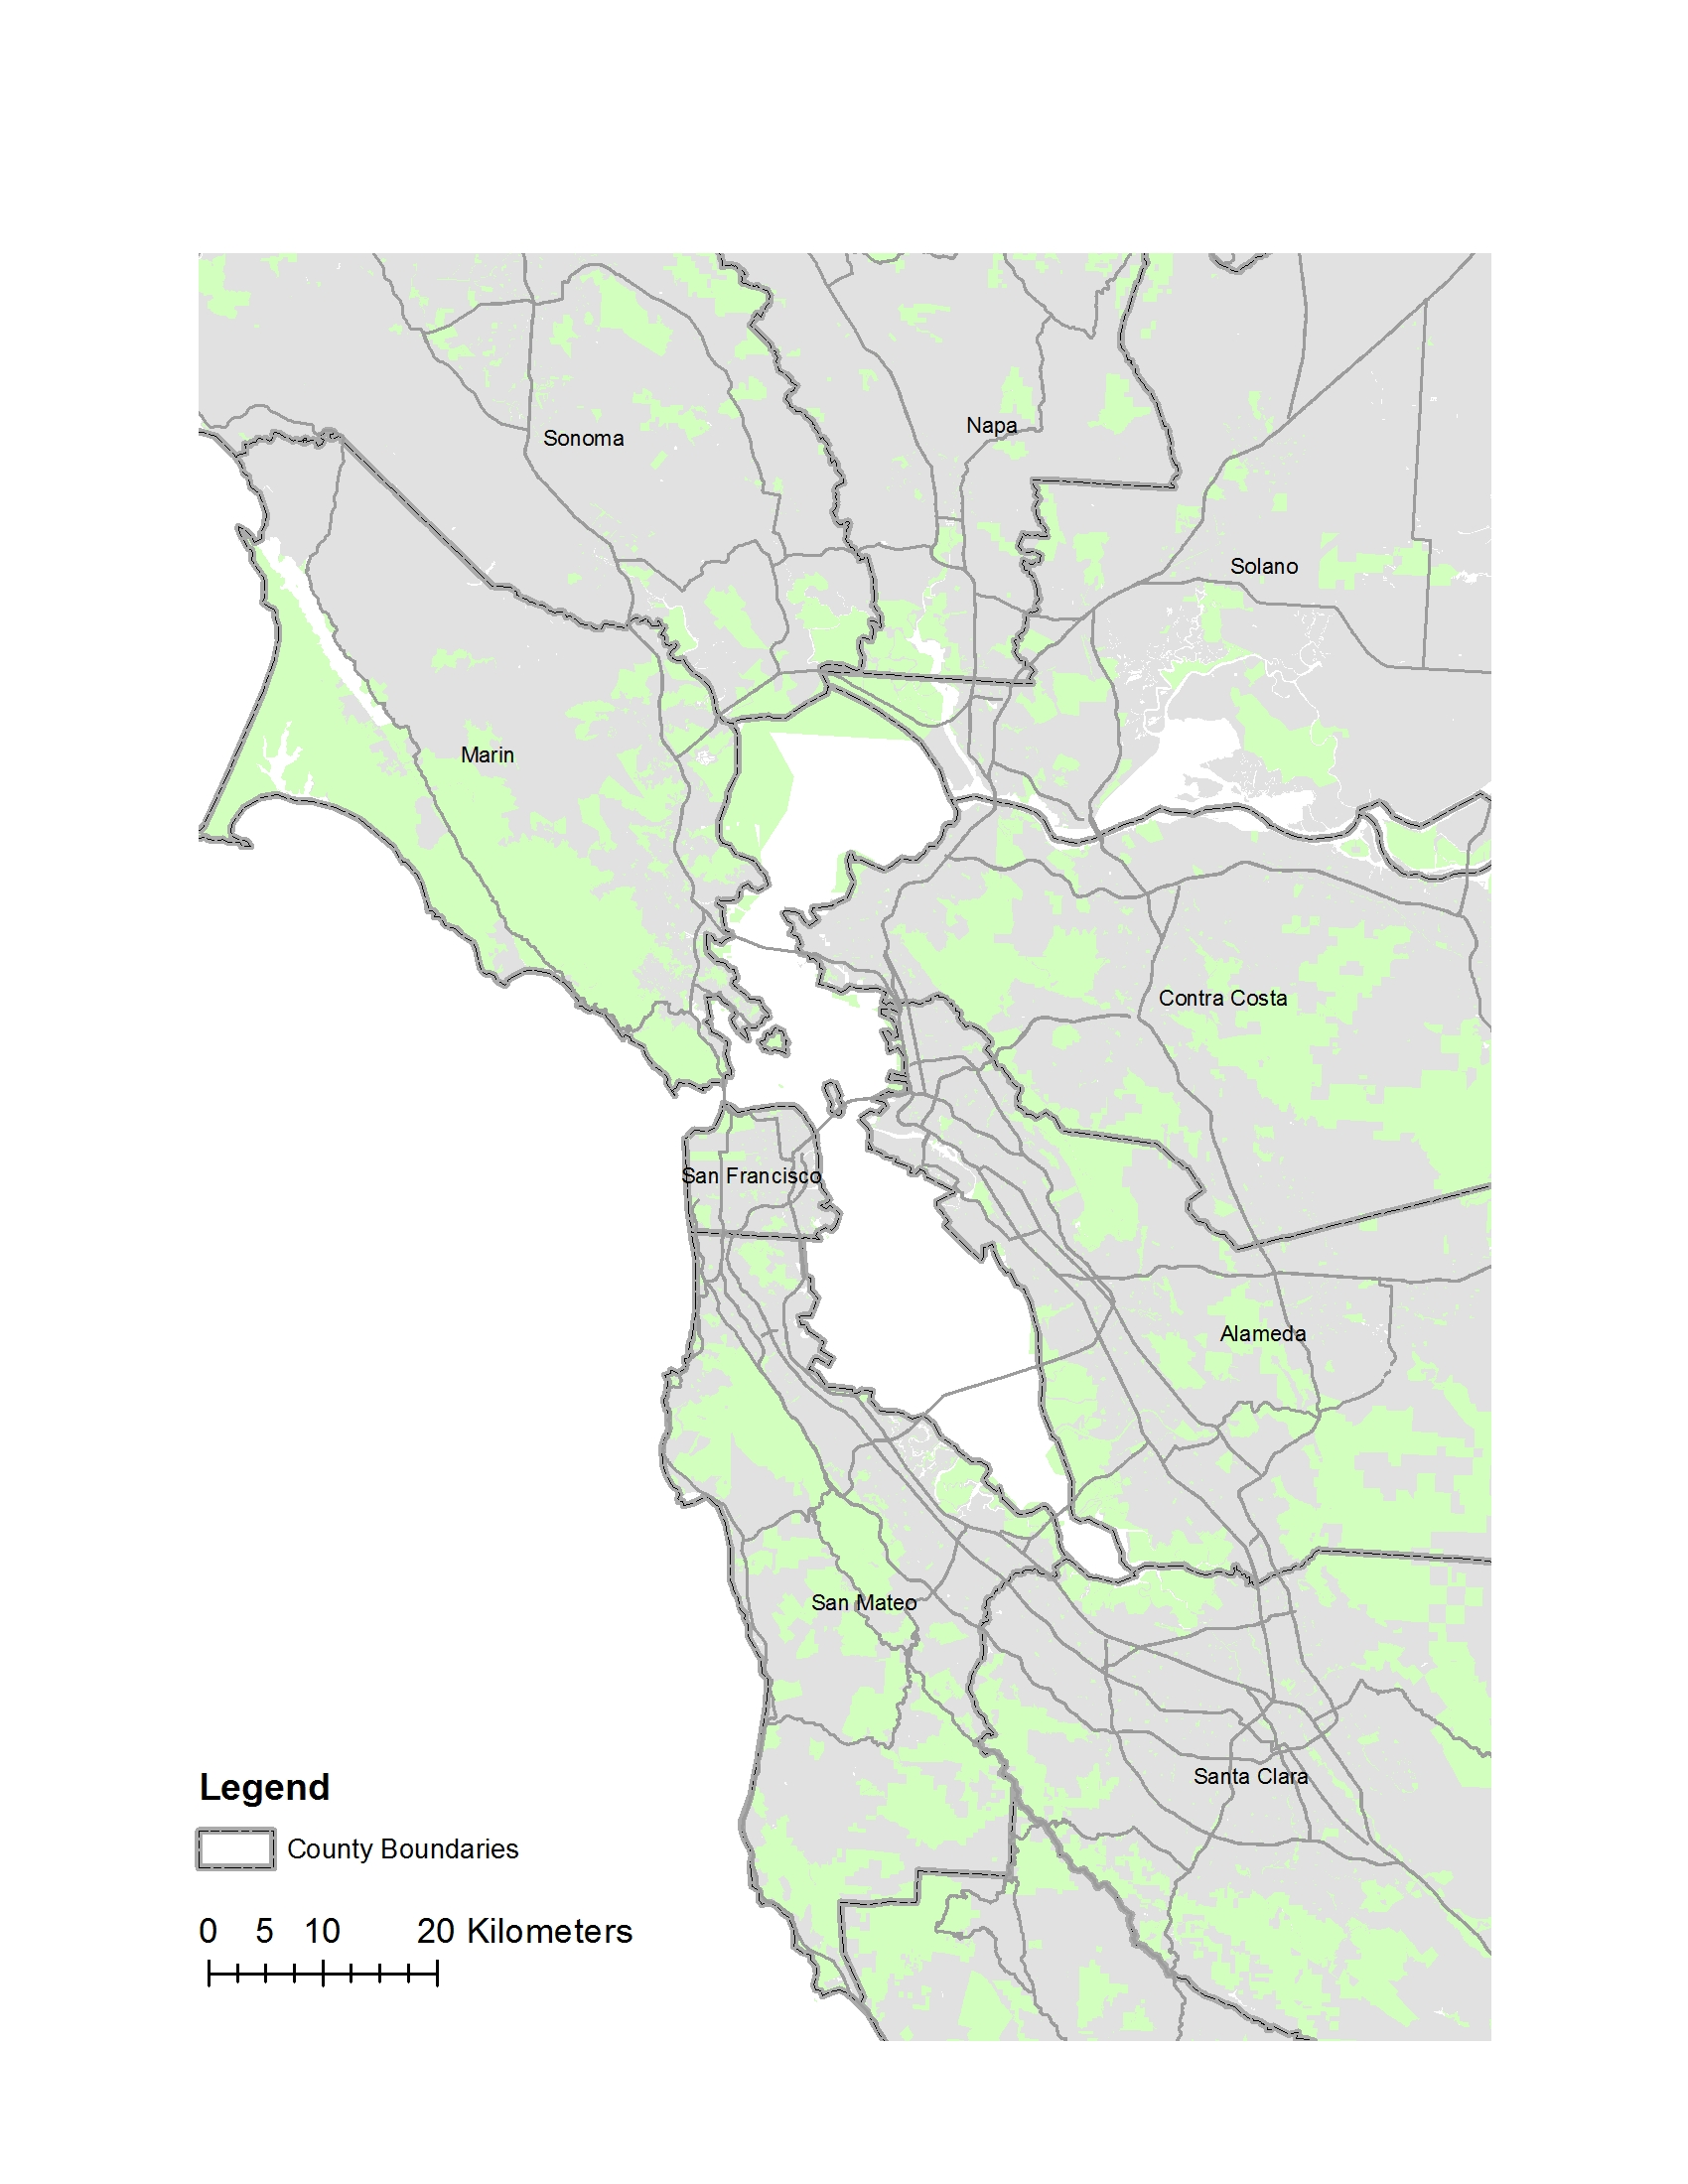 Napa
Sonoma
Solano
Marin
Contra Costa
San Francisco
Alameda
San Mateo
Santa Clara
Legend
County Boundaries
0 5 10 20 Kilometers